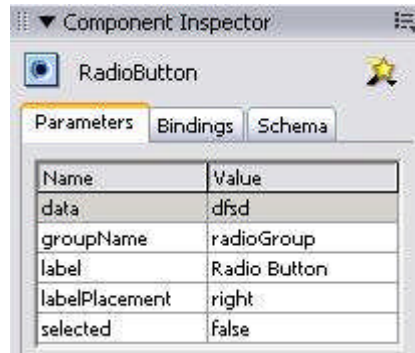 Component Inspector
RadioButton
Parameters Bindings Schema
Name Value
data dfsd
groupName radioGroup
label Radio Button
labelPlacement right
selected false